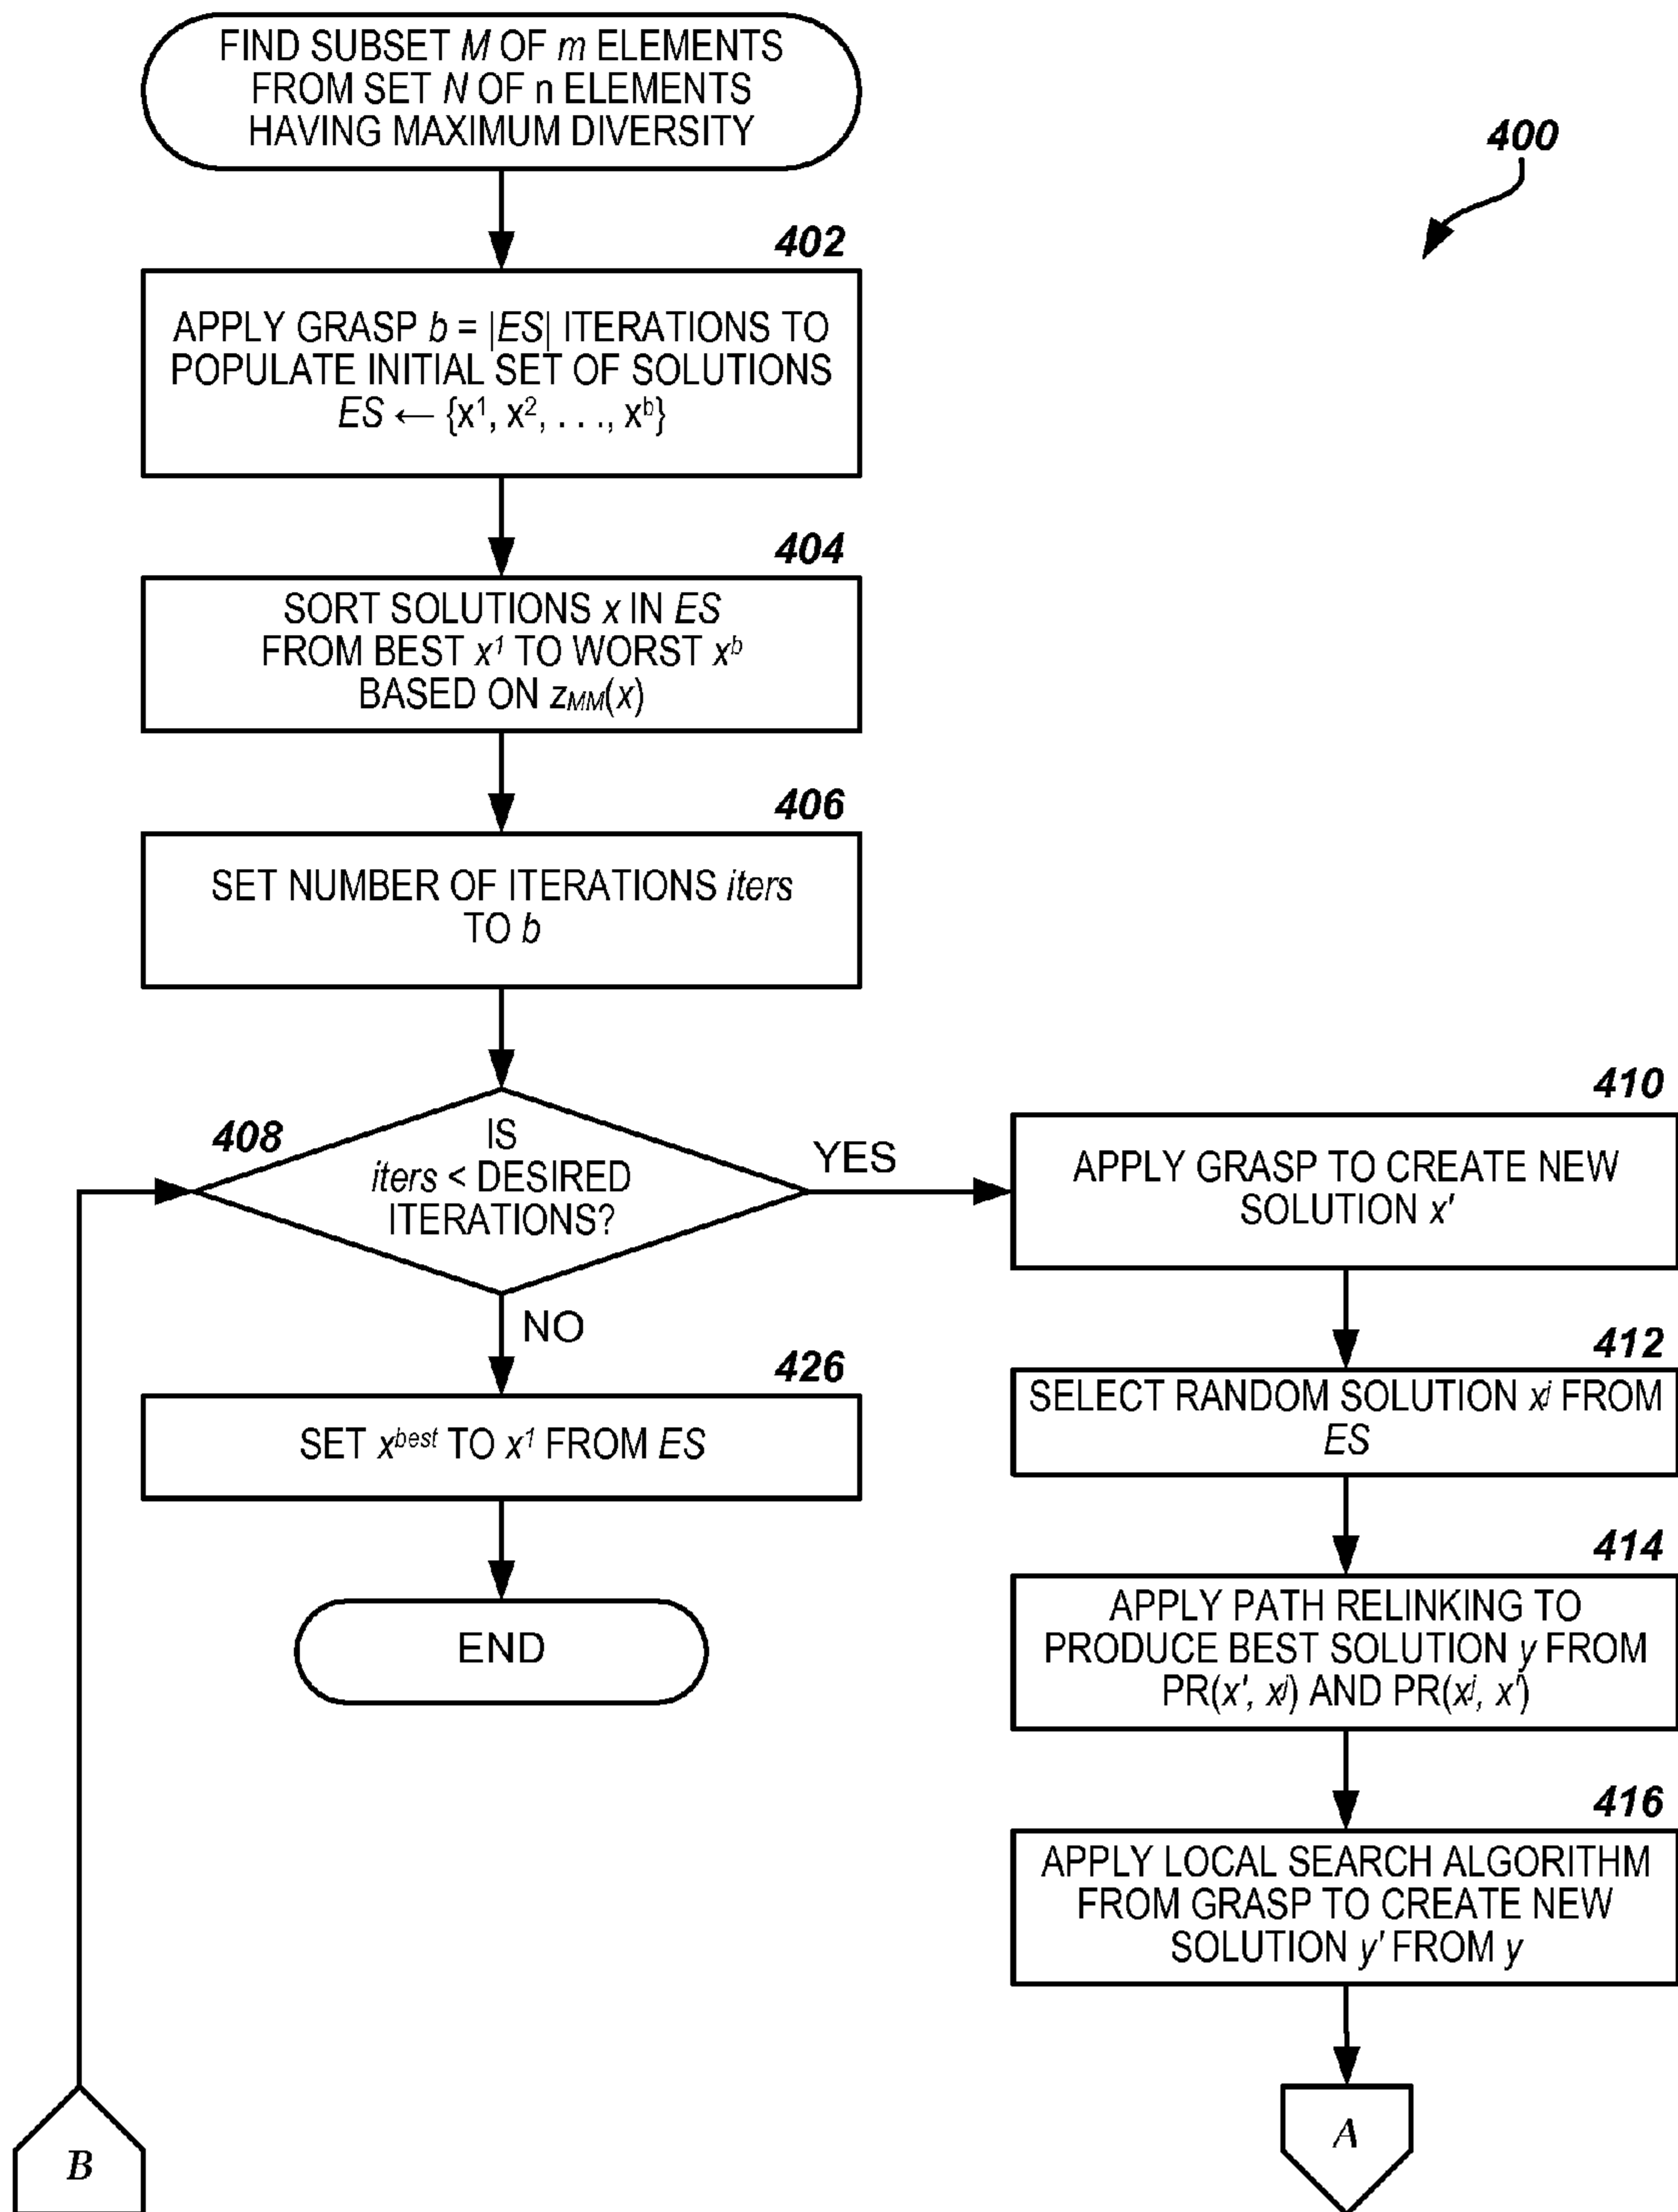 FIND SUBSET M OF m ELEMENTS
FROM SET N OF n ELEMENTS
HAVING MAXIMUM DIVERSITY
400
402
APPLY GRASP b = |ES| ITERATIONS TO
POPULATE INITIAL SET OF SOLUTIONS
ES ← {x¹, x², . . ., xᵇ}
404
SORT SOLUTIONS x IN ES
FROM BEST x¹ TO WORST xᵇ
BASED ON zMM(x)
406
SET NUMBER OF ITERATIONS iters
TO b
408
IS
iters < DESIRED
ITERATIONS?
YES
NO
426
SET xbest TO x¹ FROM ES
END
410
APPLY GRASP TO CREATE NEW
SOLUTION x'
412
SELECT RANDOM SOLUTION xʲ FROM
ES
414
APPLY PATH RELINKING TO
PRODUCE BEST SOLUTION y FROM
PR(x', xʲ) AND PR(xʲ, x')
416
APPLY LOCAL SEARCH ALGORITHM
FROM GRASP TO CREATE NEW
SOLUTION y' FROM y
A
B